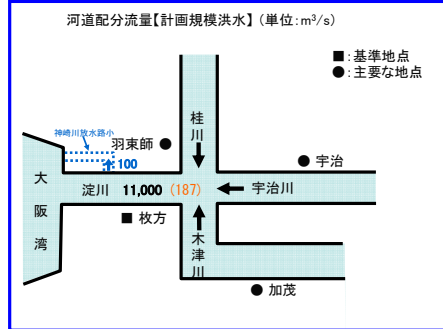 河道配分流量【計画規模洪水】(単位:m³/s)
■:基準地点
●:主要な地点
神崎川放水路小
羽束師 ●
桂川
100
● 宇治
大阪湾
淀川 11,000 (187)
宇治川
■ 枚方
木津川
● 加茂